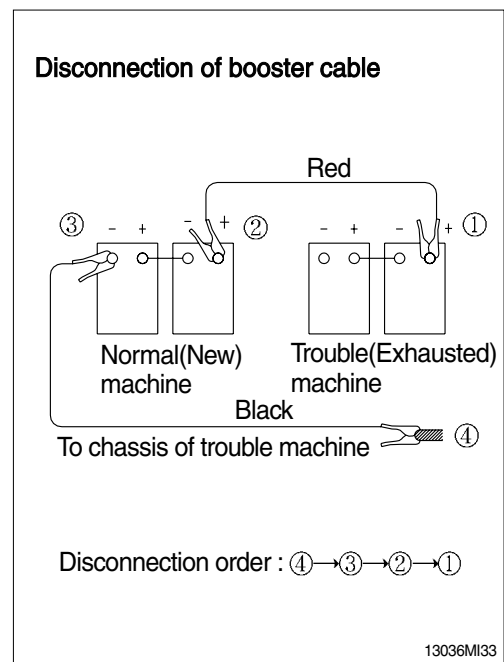 Disconnection of booster cable
Red
③ - + - + ② - + - + ①
Normal(New)
machine
Trouble(Exhausted)
machine
Black
To chassis of trouble machine ④
Disconnection order : ④→③→②→①
13036MI33